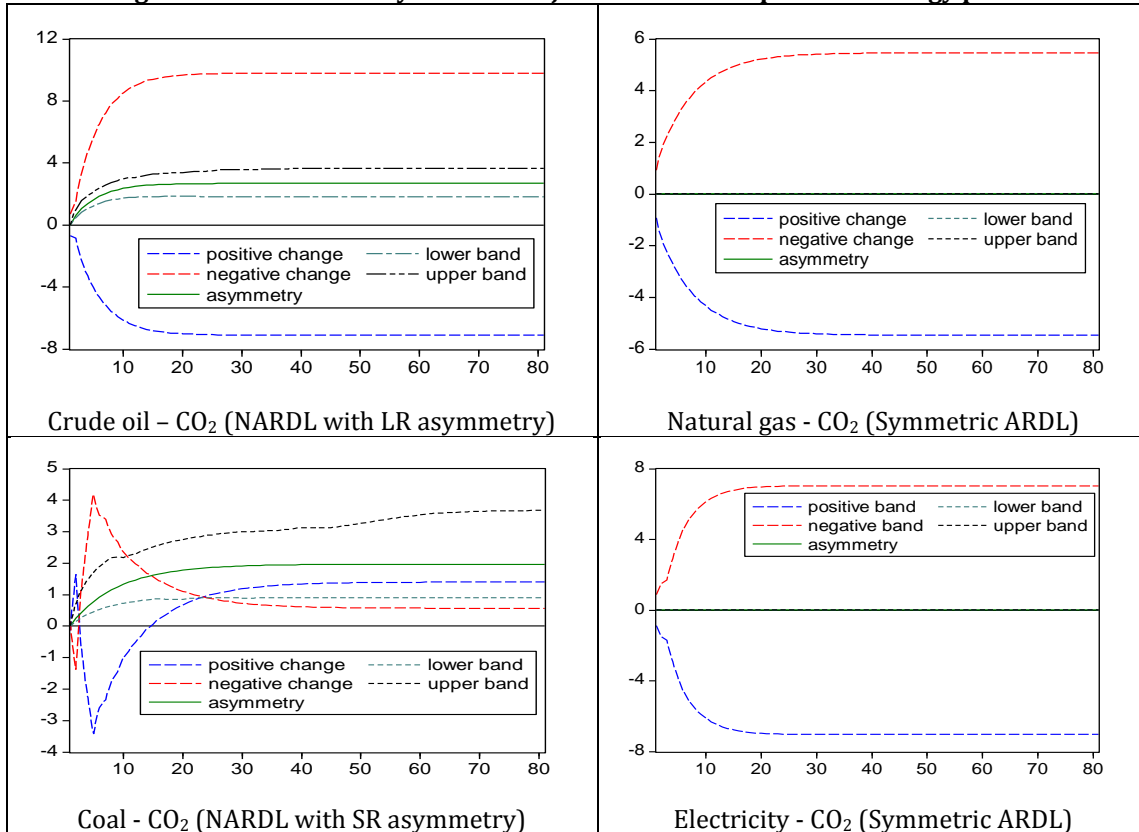 12
8
4
0
-4
-8
positive change
lower band
negative change
upper band
asymmetry
10 20 30 40 50 60 70 80
Crude oil – CO₂ (NARDL with LR asymmetry)
6
4
2
0
-2
-4
-6
positive change
lower band
negative change
upper band
asymmetry
10 20 30 40 50 60 70 80
Natural gas - CO₂ (Symmetric ARDL)
5
4
3
2
1
0
-1
-2
-3
-4
positive change
lower band
negative change
upper band
asymmetry
10 20 30 40 50 60 70 80
Coal - CO₂ (NARDL with SR asymmetry)
8
4
0
-4
-8
positive band
lower band
negative band
upper band
asymmetry
10 20 30 40 50 60 70 80
Electricity - CO₂ (Symmetric ARDL)